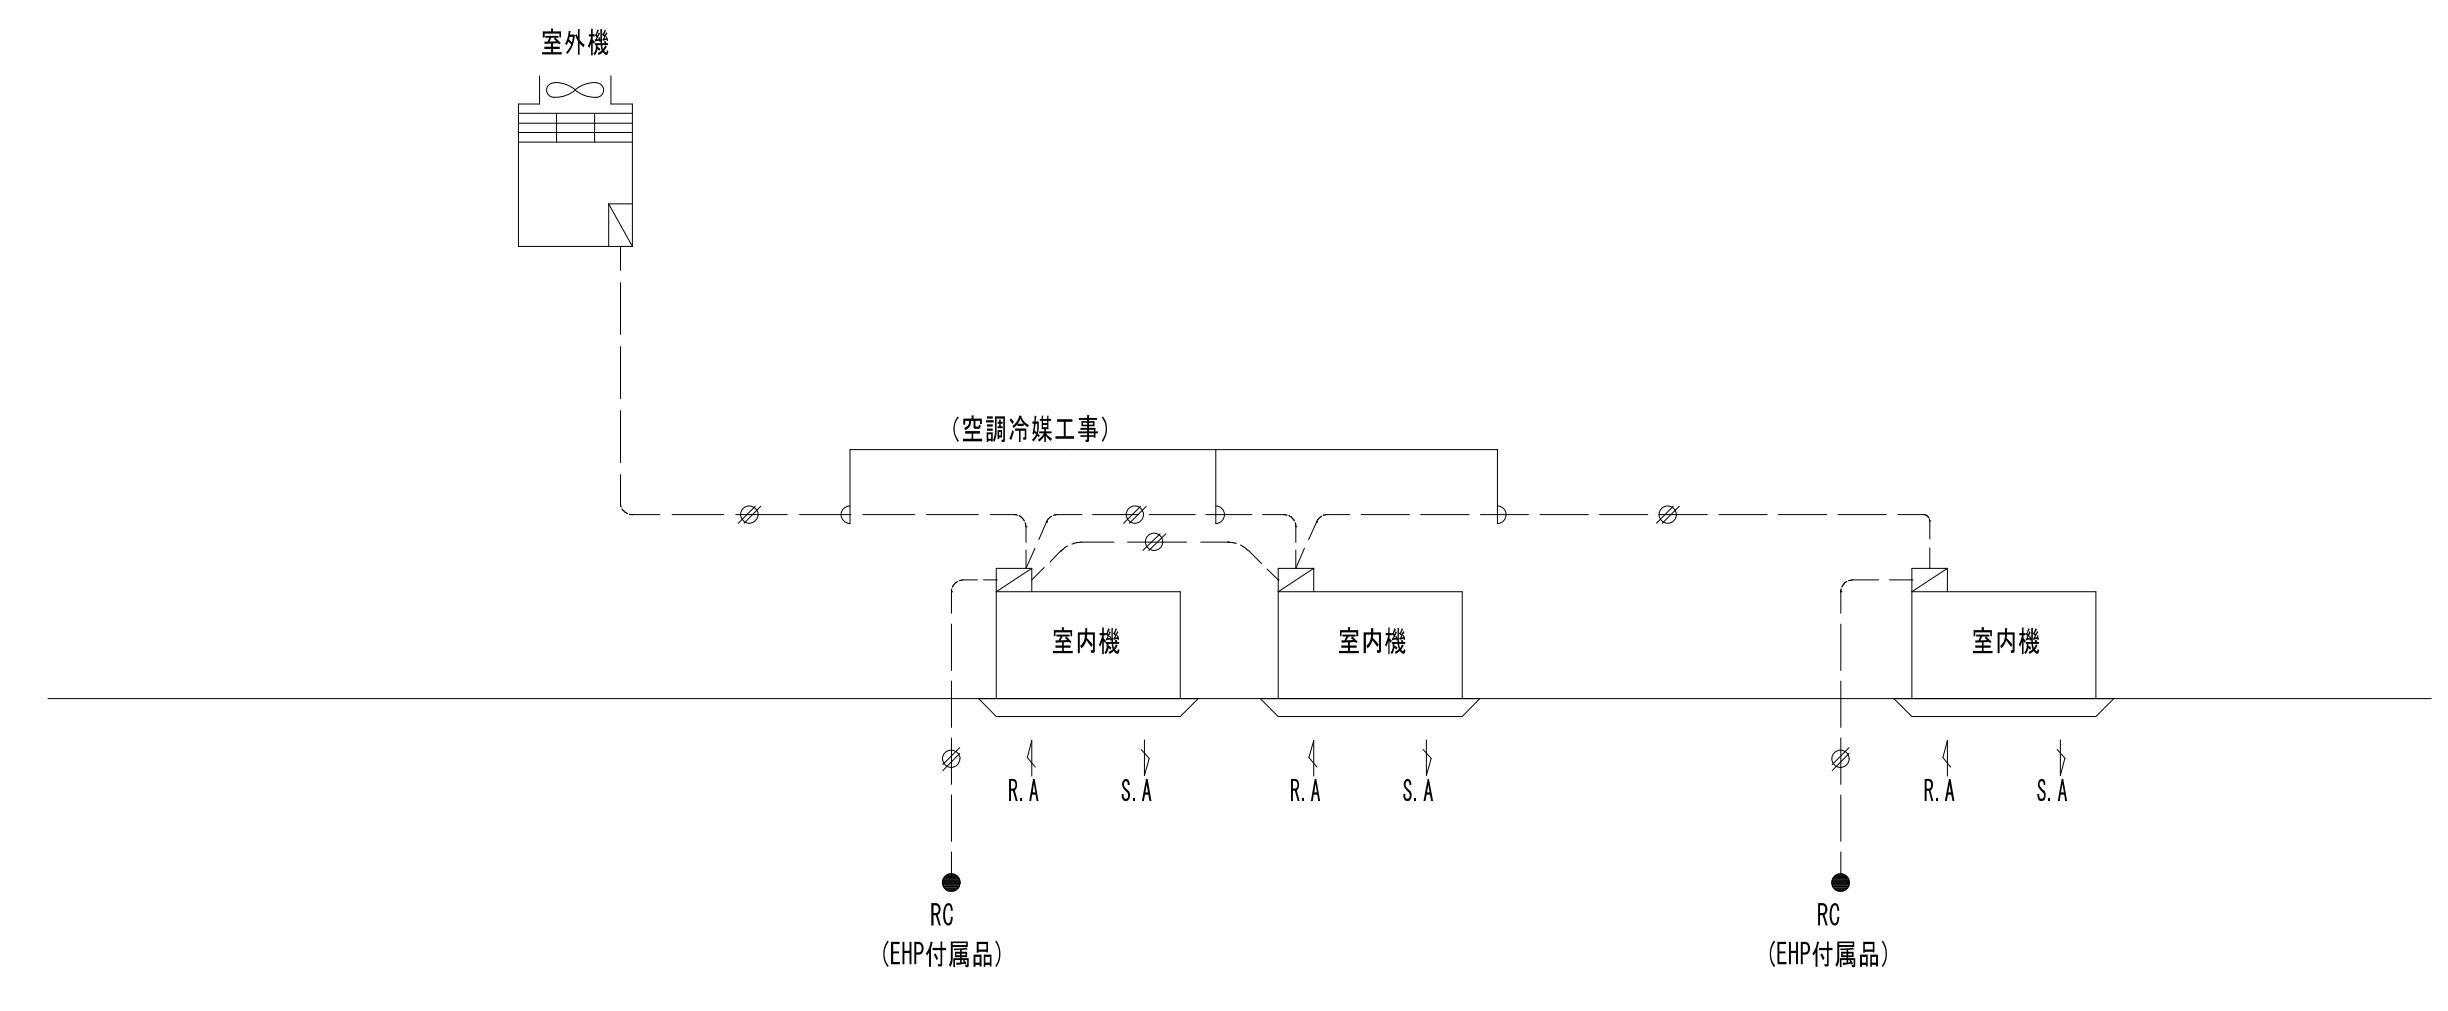 室外機
(空調冷媒工事)
室内機
室内機
室内機
R.A
S.A
R.A
S.A
R.A
S.A
RC
(EHP付属品)
RC
(EHP付属品)